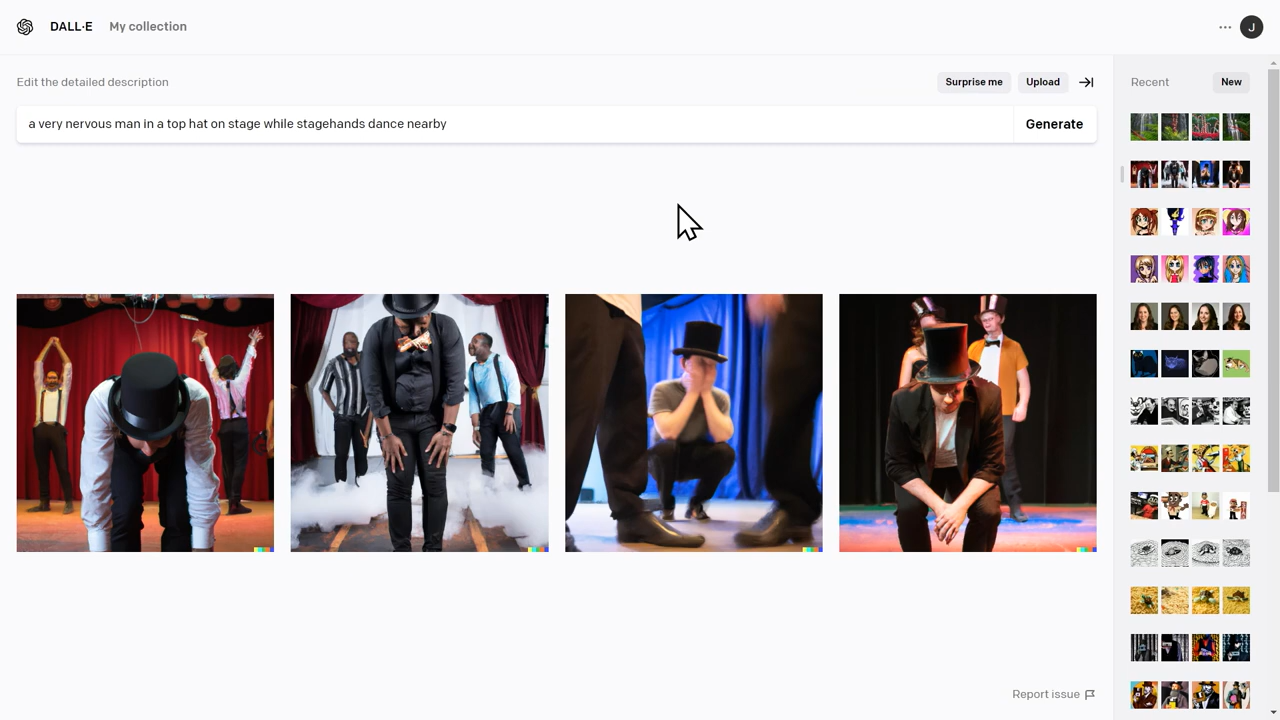 DALL·E My collection ··· J
Edit the detailed description Surprise me Upload Recent New
a very nervous man in a top hat on stage while stagehands dance nearby Generate
Report issue